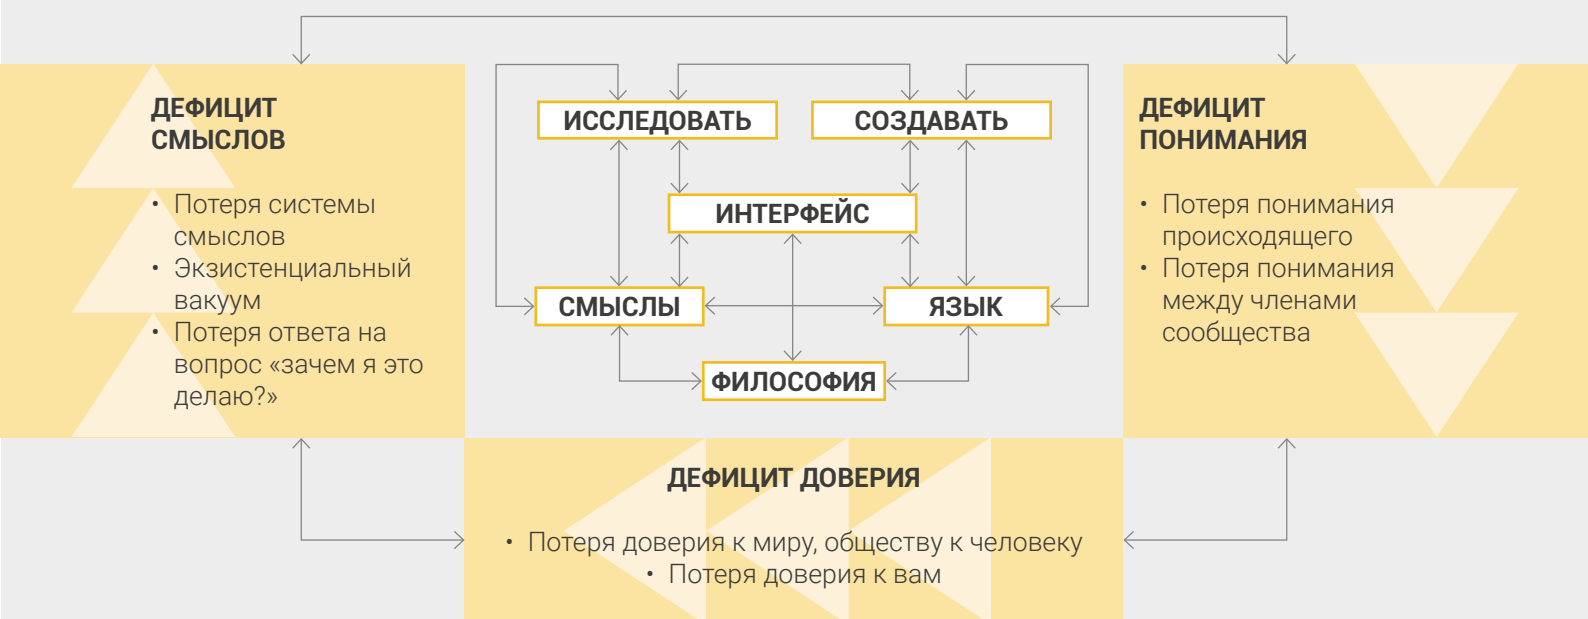 ДЕФИЦИТ
СМЫСЛОВ
• Потеря системы
смыслов
• Экзистенциальный
вакуум
• Потеря ответа на
вопрос «зачем я это
делаю?»
ИССЛЕДОВАТЬ
СОЗДАВАТЬ
ИНТЕРФЕЙС
СМЫСЛЫ
ЯЗЫК
ФИЛОСОФИЯ
ДЕФИЦИТ
ПОНИМАНИЯ
• Потеря понимания
происходящего
• Потеря понимания
между членами
сообщества
ДЕФИЦИТ ДОВЕРИЯ
• Потеря доверия к миру, обществу к человеку
• Потеря доверия к вам